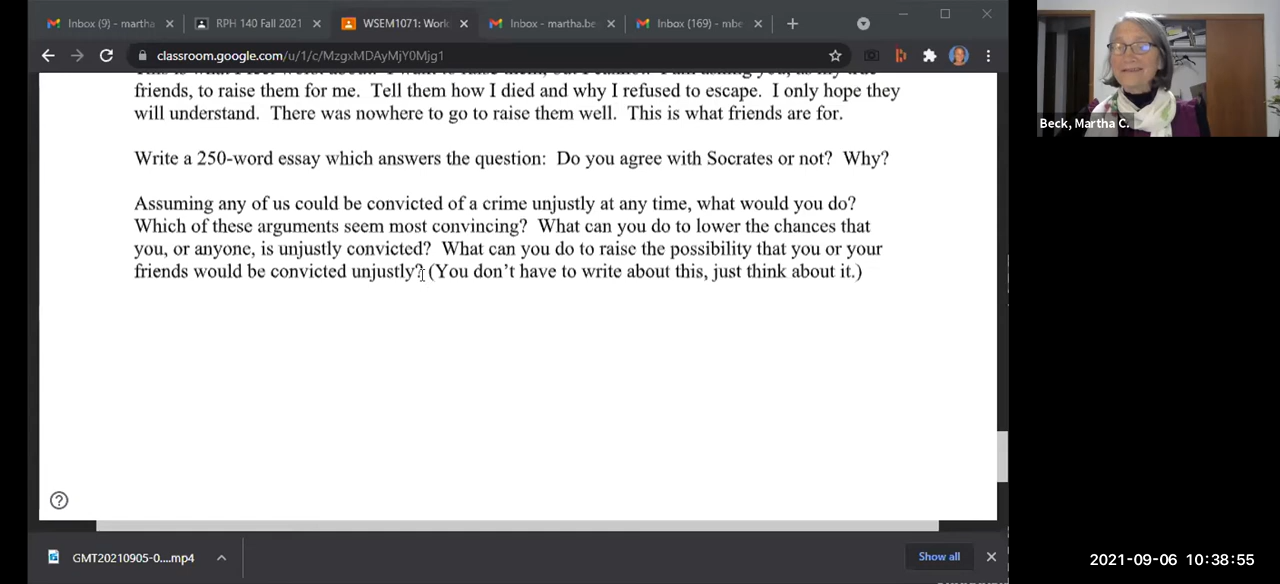 Inbox (9) - martha
RPH 140 Fall 2021
WSEM1071: Work
Inbox - martha.be
Inbox (169) - mbe
classroom.google.com/u/1/c/MzgxMDAyMjY0Mjg1
friends, to raise them for me.  Tell them how I died and why I refused to escape.  I only hope they
will understand.  There was nowhere to go to raise them well.  This is what friends are for.
Write a 250-word essay which answers the question:  Do you agree with Socrates or not?  Why?
Assuming any of us could be convicted of a crime unjustly at any time, what would you do?
Which of these arguments seem most convincing?  What can you do to lower the chances that
you, or anyone, is unjustly convicted?  What can you do to raise the possibility that you or your
friends would be convicted unjustly? (You don't have to write about this, just think about it.)
GMT20210905-0....mp4
Show all
Beck, Martha C.
2021-09-06 10:38:55